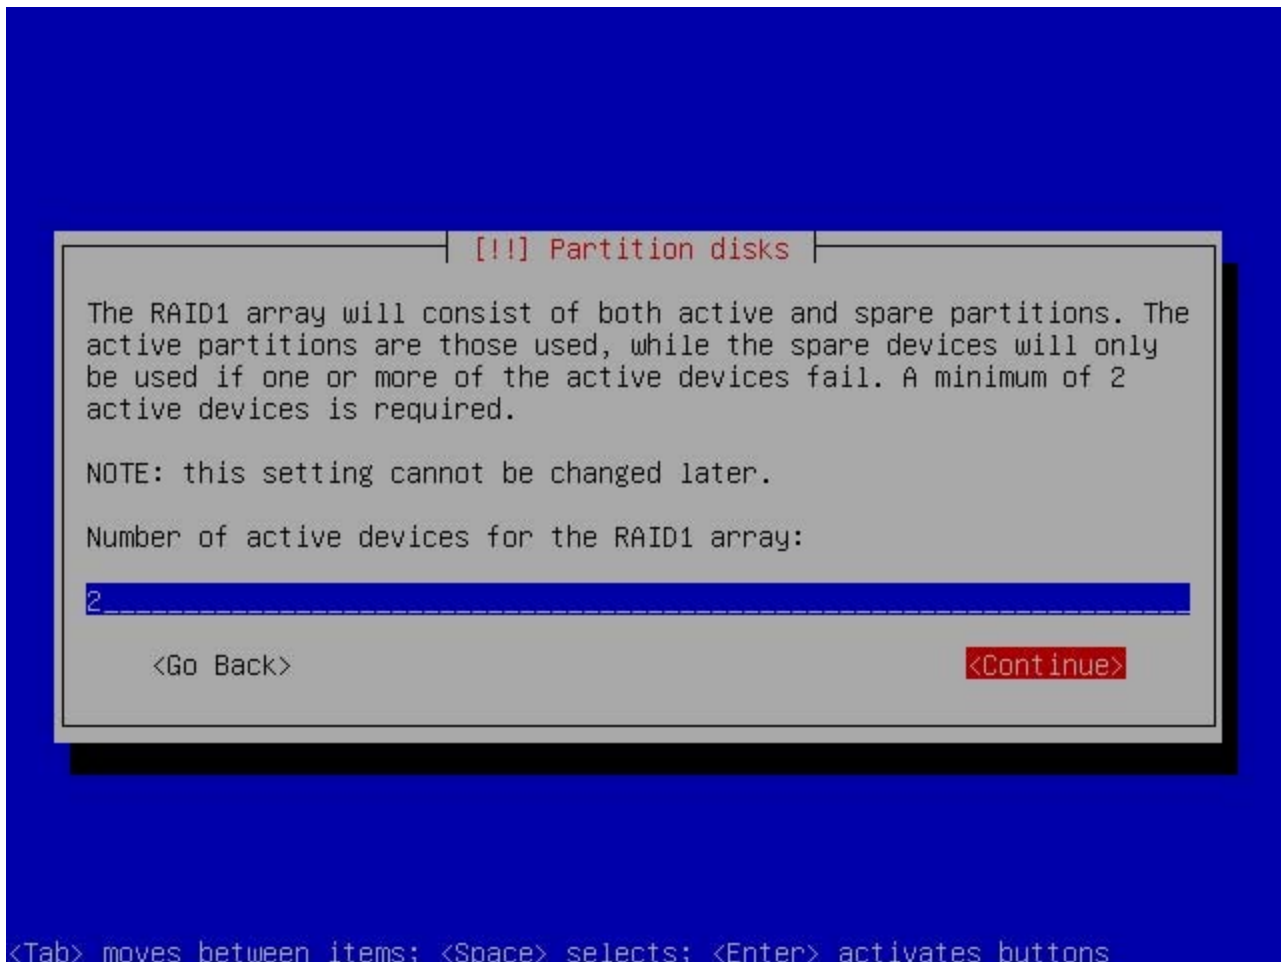 [!!] Partition disks
The RAID1 array will consist of both active and spare partitions. The
active partitions are those used, while the spare devices will only
be used if one or more of the active devices fail. A minimum of 2
active devices is required.
NOTE: this setting cannot be changed later.
Number of active devices for the RAID1 array:
2
<Go Back> <Continue>
<Tab> moves between items; <Space> selects; <Enter> activates buttons